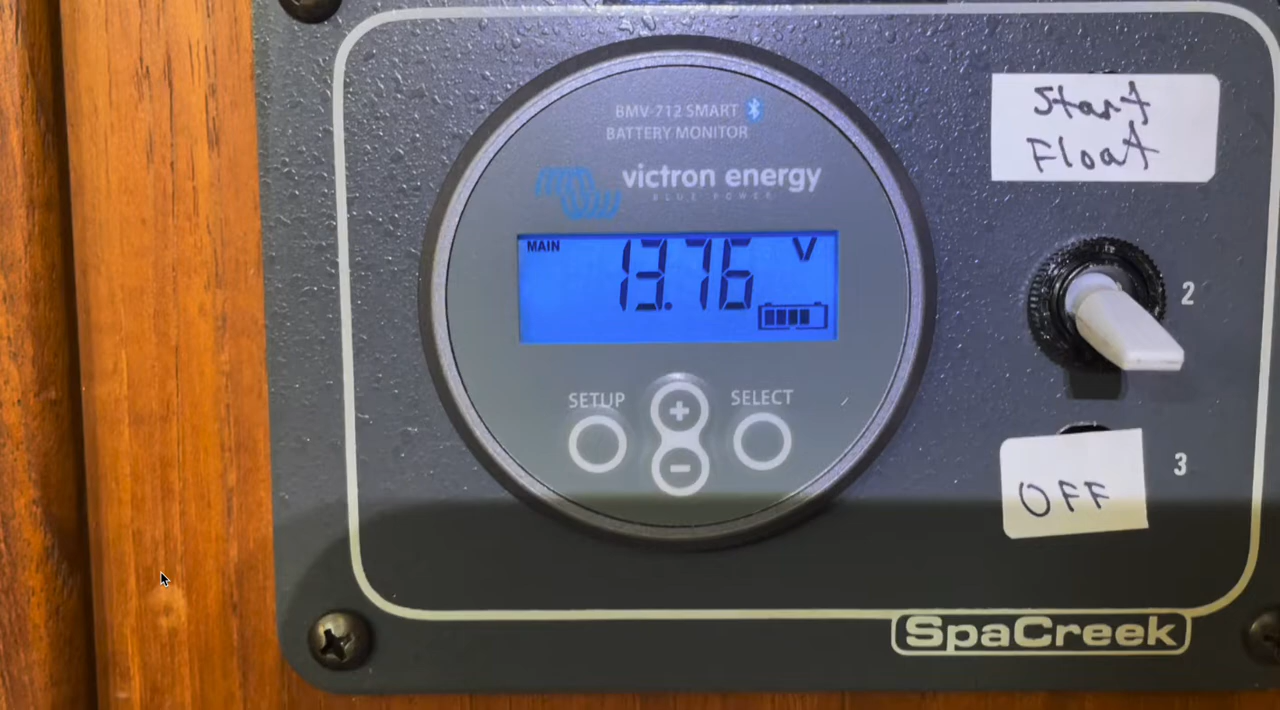 BMV-712 SMART
BATTERY MONITOR
victron energy
BLUE POWER
MAIN 13.76 V
SETUP + SELECT
-
Start
Float
2
3
OFF
SpaCreek